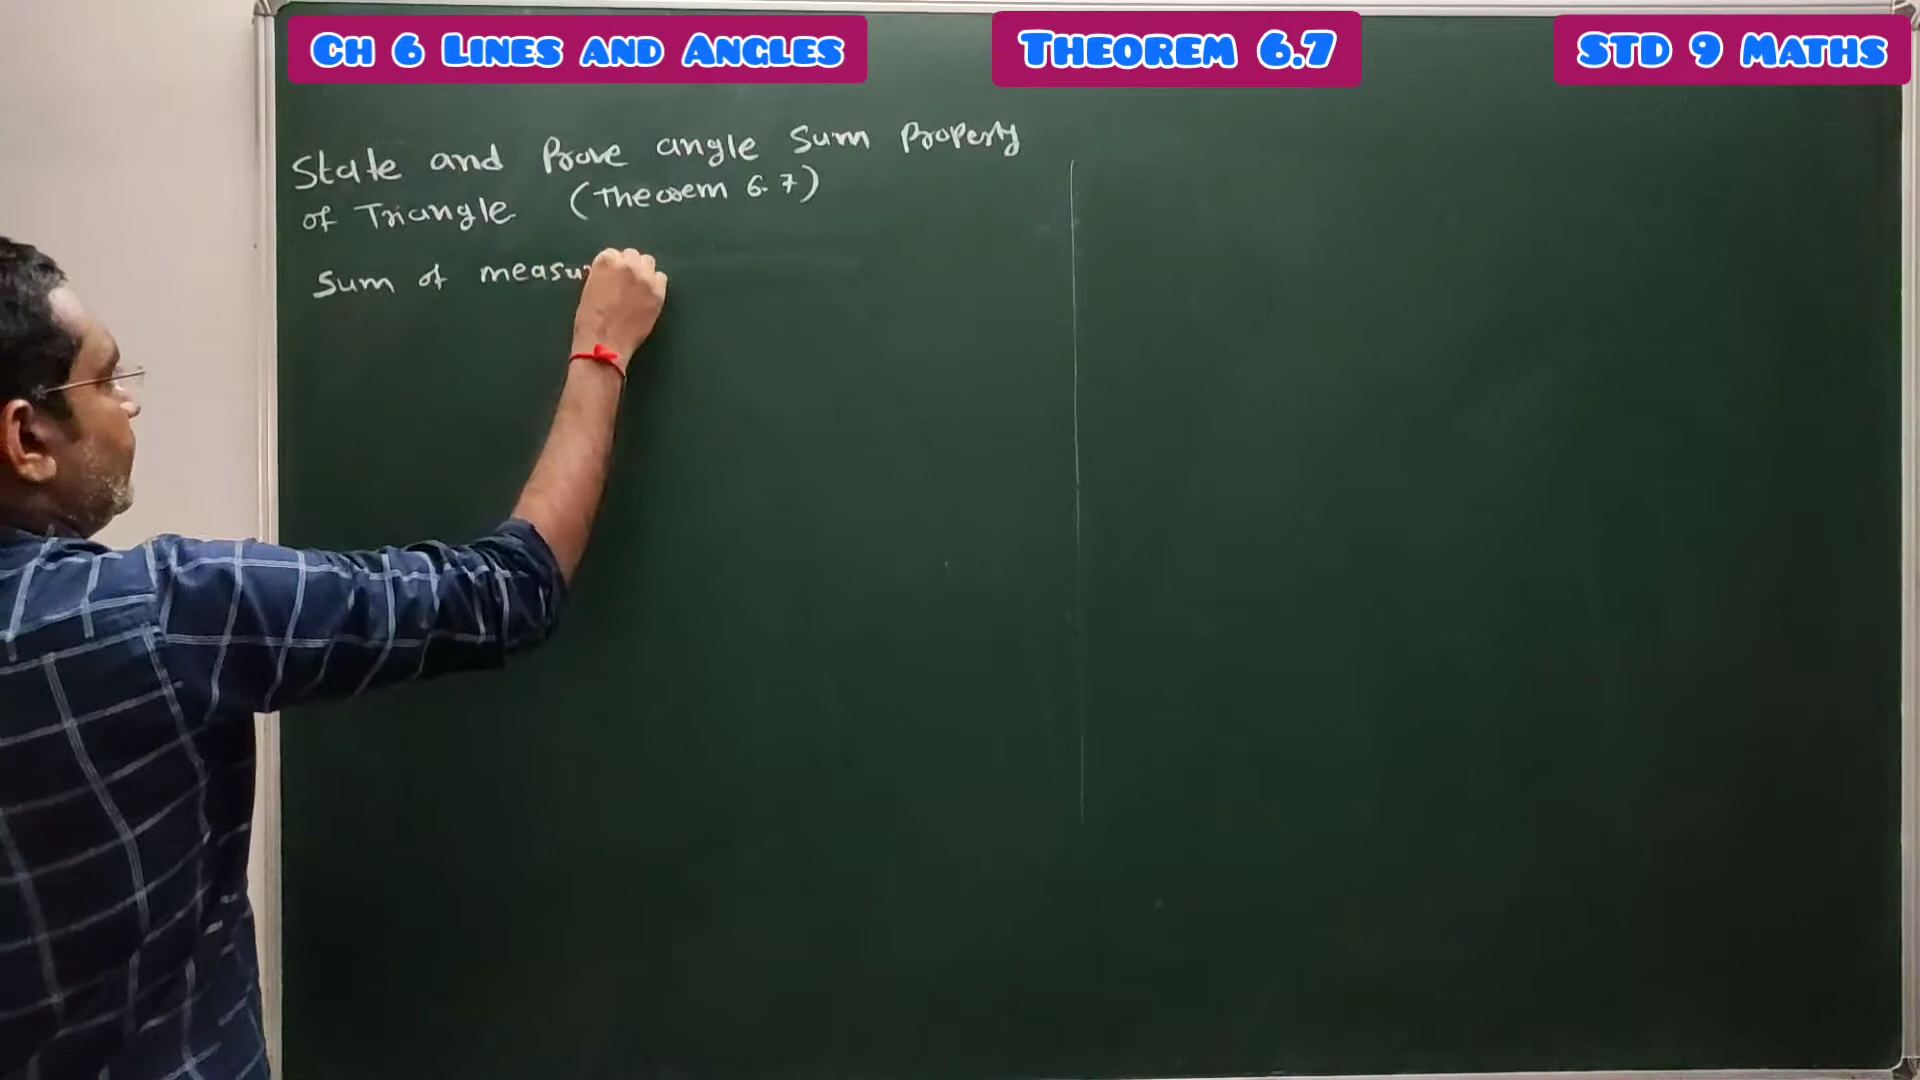 CH 6 LINES AND ANGLES
THEOREM 6.7
STD 9 MATHS
State and Prove angle Sum Property
of Triangle (Theorem 6.7)
Sum of measu